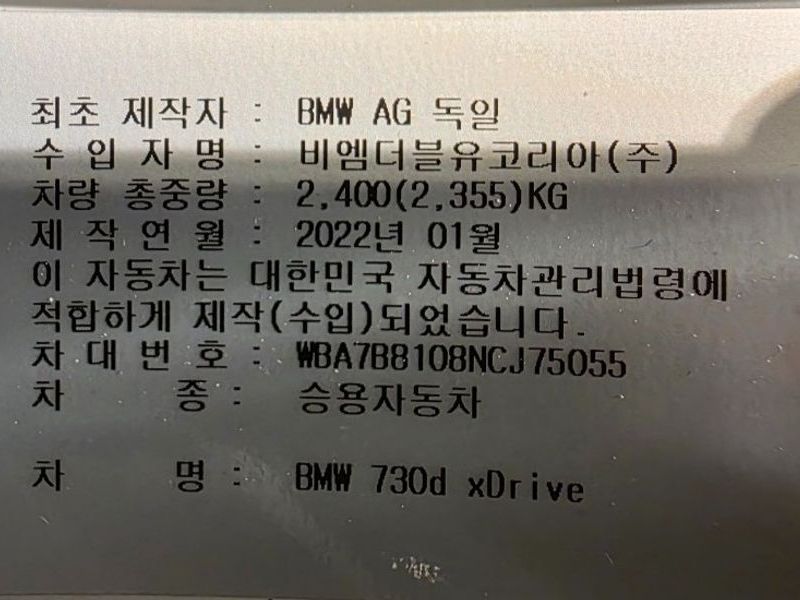 최초 제작자 : BMW AG 독일
수 입 자 명 : 비엠더블유코리아(주)
차량 총중량 : 2,400(2,355)KG
제 작 연 월 : 2022년 01월
이 자동차는 대한민국 자동차관리법령에
적합하게 제작(수입)되었습니다.
차 대 번 호 : WBA7B8108NCJ75055
차 종 : 승용자동차
차 명 : BMW 730d xDrive